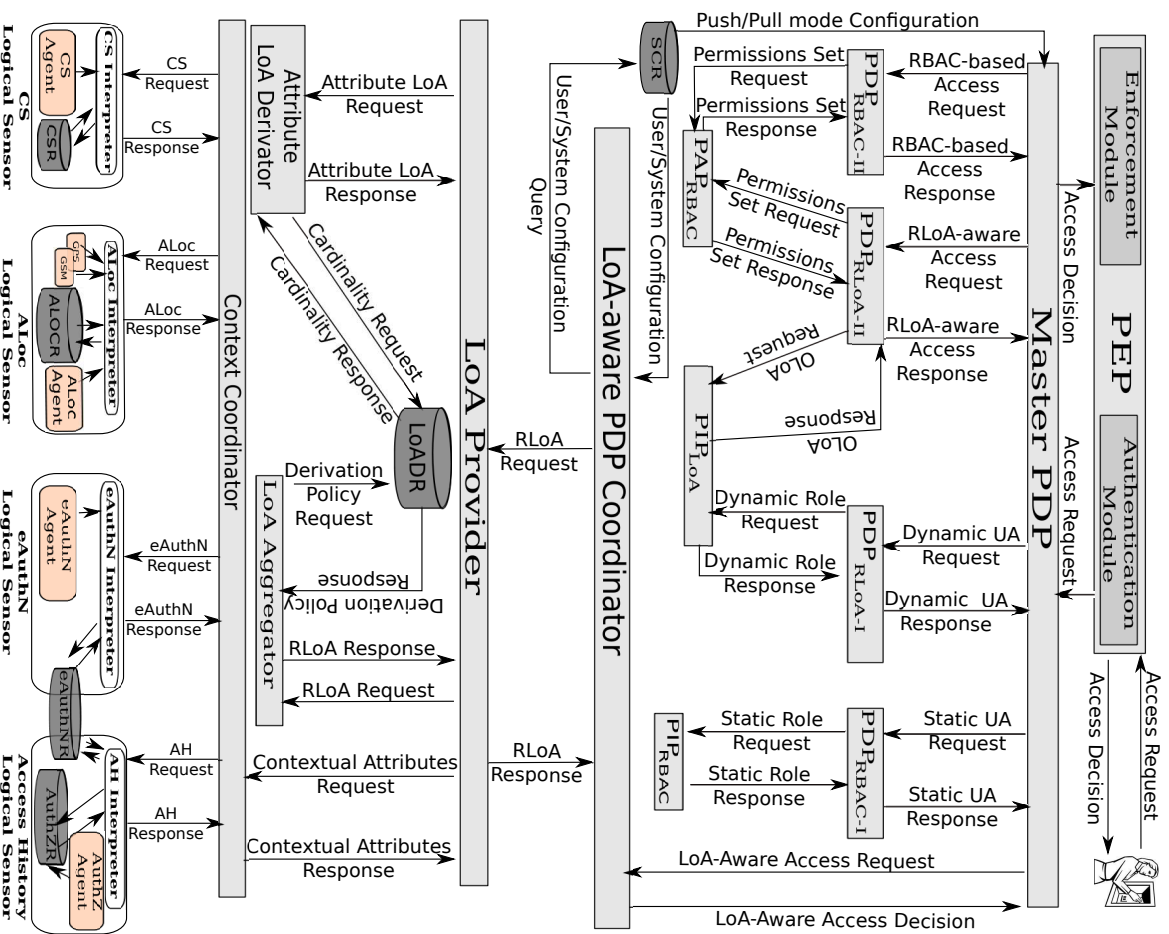 Push/Pull mode Configuration
SCR
Permissions Set
Request
Permissions Set
Response
PDP RBAC-II
RBAC-based
Access
Request
RBAC-based
Access
Response
PAP RBAC
Permissions
Set Request
Permissions
Set Response
PDP RLoA-II
RLoA-aware
Access
Request
RLoA-aware
Access
Response
OLoA
Request
OLoA
Response
PIP LoA
Dynamic Role
Request
Dynamic Role
Response
PDP RLoA-I
Dynamic UA
Request
Dynamic UA
Response
PIP RBAC
Static Role
Request
Static Role
Response
PDP RBAC-I
Static UA
Request
Static UA
Response
LoA-Aware Access Request
LoA-Aware Access Decision
Master PDP
Access Decision
Access Request
Enforcement
Module
PEP
Authentication
Module
Access Request
Access Decision
User/System Configuration
User/System Configuration
Query
LoA-aware PDP Coordinator
RLoA
Request
RLoA
Response
LoA Provider
Attribute
LoA Derivator
Attribute LoA
Request
Attribute LoA
Response
Cardinality Request
Cardinality Response
LoADR
Derivation
Policy
Request
Derivation Policy
Response
LoA Aggregator
RLoA Response
RLoA Request
Contextual Attributes
Request
Contextual Attributes
Response
Context Coordinator
CS
Request
CS
Response
CS Interpreter
CS
Agent
CSR
CS
Logical Sensor
ALoc
Request
ALoc
Response
ALoc Interpreter
GPS
GSM
ALOCR
ALoc
Agent
ALoc
Logical Sensor
eAuthN
Request
eAuthN
Response
eAuthN Interpreter
eAuthN
Agent
eAuthNR
eAuthN
Logical Sensor
AH
Request
AH
Response
AH Interpreter
AuthZR
AuthZ
Agent
Access History
Logical Sensor